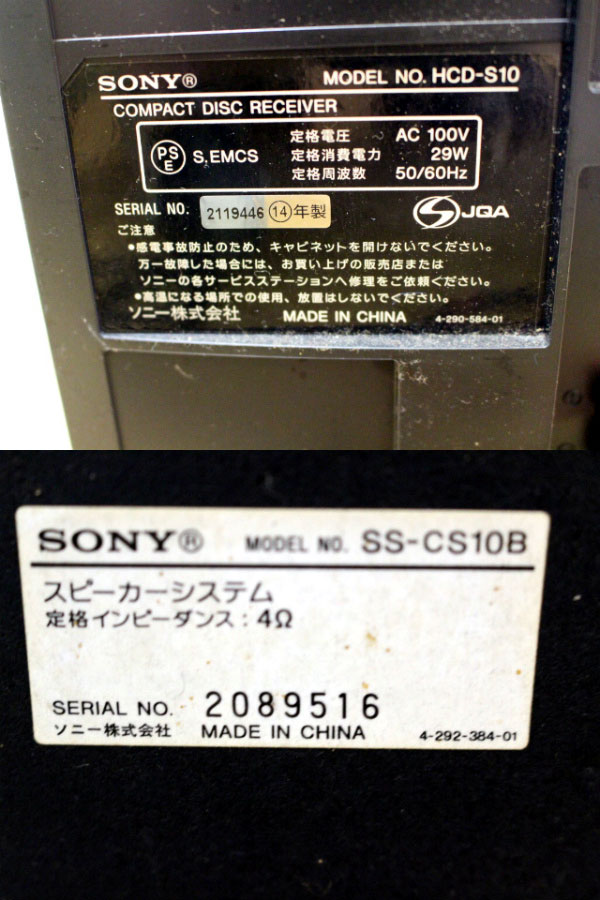 SONY® MODEL NO. HCD-S10
COMPACT DISC RECEIVER
PS E S.EMCS
定格電圧 ~ AC 100V
定格消費電力 29W
定格周波数 50/60Hz
SERIAL NO. 2119446 ⑭年製
JQA
ご注意
●感電事故防止のため、キャビネットを開けないでください。
万一故障した場合には、お買い上げの販売店または
ソニーの各サービスステーションへ修理をご依頼ください。
●高温になる場所での使用、放置はしないでください。
ソニー株式会社 MADE IN CHINA 4-290-584-01
SONY® MODEL NO. SS-CS10B
スピーカーシステム
定格インピーダンス：4Ω
SERIAL NO. 2089516
ソニー株式会社 MADE IN CHINA 4-292-384-01